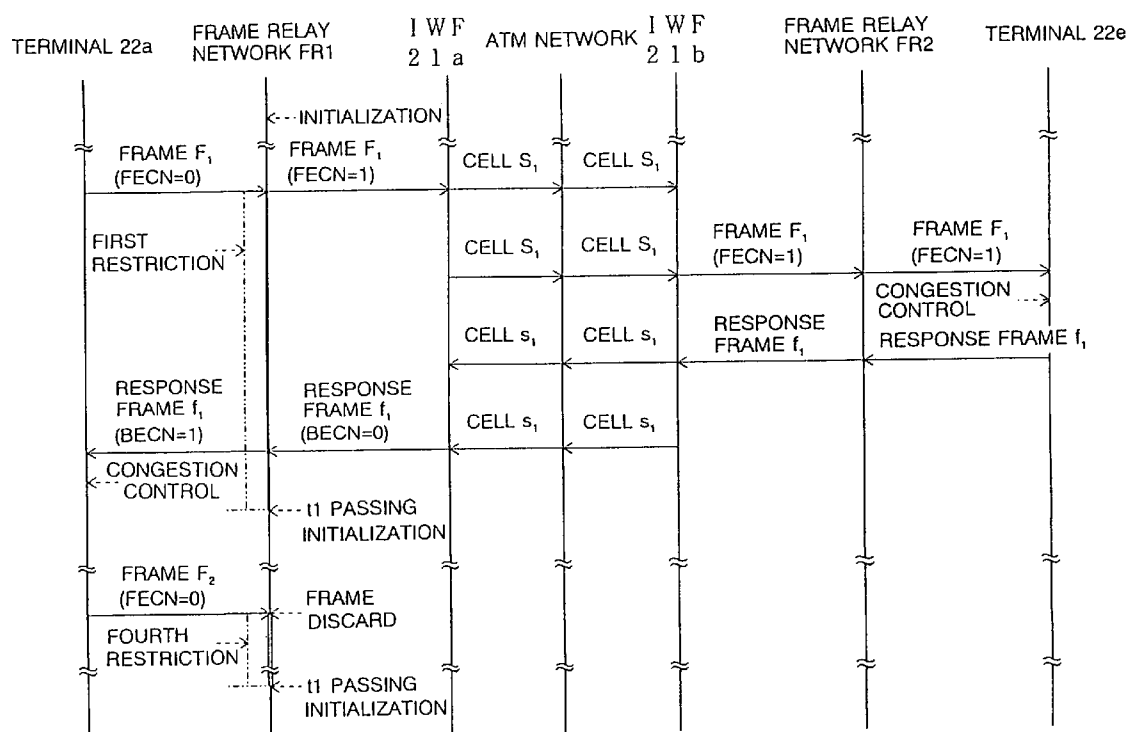 TERMINAL 22a
FRAME RELAY
NETWORK FR1
I W F
2 1 a
ATM NETWORK
I W F
2 1 b
FRAME RELAY
NETWORK FR2
TERMINAL 22e
INITIALIZATION
FRAME F₁
(FECN=0)
FRAME F₁
(FECN=1)
CELL S₁
CELL S₁
FIRST
RESTRICTION
CELL S₁
CELL S₁
FRAME F₁
(FECN=1)
FRAME F₁
(FECN=1)
CONGESTION
CONTROL
CELL s₁
CELL s₁
RESPONSE
FRAME f₁
RESPONSE FRAME f₁
RESPONSE
FRAME f₁
(BECN=1)
RESPONSE
FRAME f₁
(BECN=0)
CELL s₁
CELL s₁
CONGESTION
CONTROL
t1 PASSING
INITIALIZATION
FRAME F₂
(FECN=0)
FRAME
DISCARD
FOURTH
RESTRICTION
t1 PASSING
INITIALIZATION